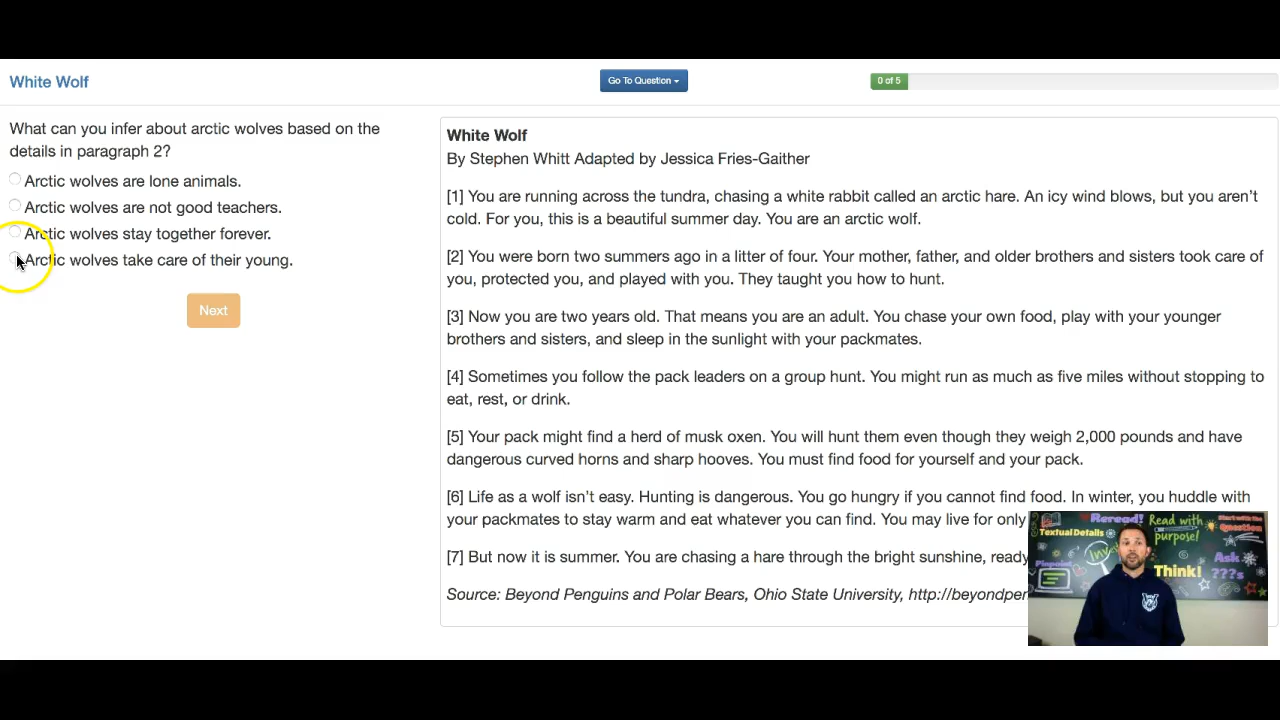 White Wolf
Go To Question
0 of 5
What can you infer about arctic wolves based on the
details in paragraph 2?
Arctic wolves are lone animals.
Arctic wolves are not good teachers.
Arctic wolves stay together forever.
Arctic wolves take care of their young.
Next
White Wolf
By Stephen Whitt Adapted by Jessica Fries-Gaither
[1] You are running across the tundra, chasing a white rabbit called an arctic hare. An icy wind blows, but you aren't
cold. For you, this is a beautiful summer day. You are an arctic wolf.
[2] You were born two summers ago in a litter of four. Your mother, father, and older brothers and sisters took care of
you, protected you, and played with you. They taught you how to hunt.
[3] Now you are two years old. That means you are an adult. You chase your own food, play with your younger
brothers and sisters, and sleep in the sunlight with your packmates.
[4] Sometimes you follow the pack leaders on a group hunt. You might run as much as five miles without stopping to
eat, rest, or drink.
[5] Your pack might find a herd of musk oxen. You will hunt them even though they weigh 2,000 pounds and have
dangerous curved horns and sharp hooves. You must find food for yourself and your pack.
[6] Life as a wolf isn't easy. Hunting is dangerous. You go hungry if you cannot find food. In winter, you huddle with
your packmates to stay warm and eat whatever you can find. You may live for only
[7] But now it is summer. You are chasing a hare through the bright sunshine, ready
Source: Beyond Penguins and Polar Bears, Ohio State University, http://beyondpen
Textual Details
Reread!
Read with
purpose!
Start with the
Question
Pinpoint
Think!
Ask
???s